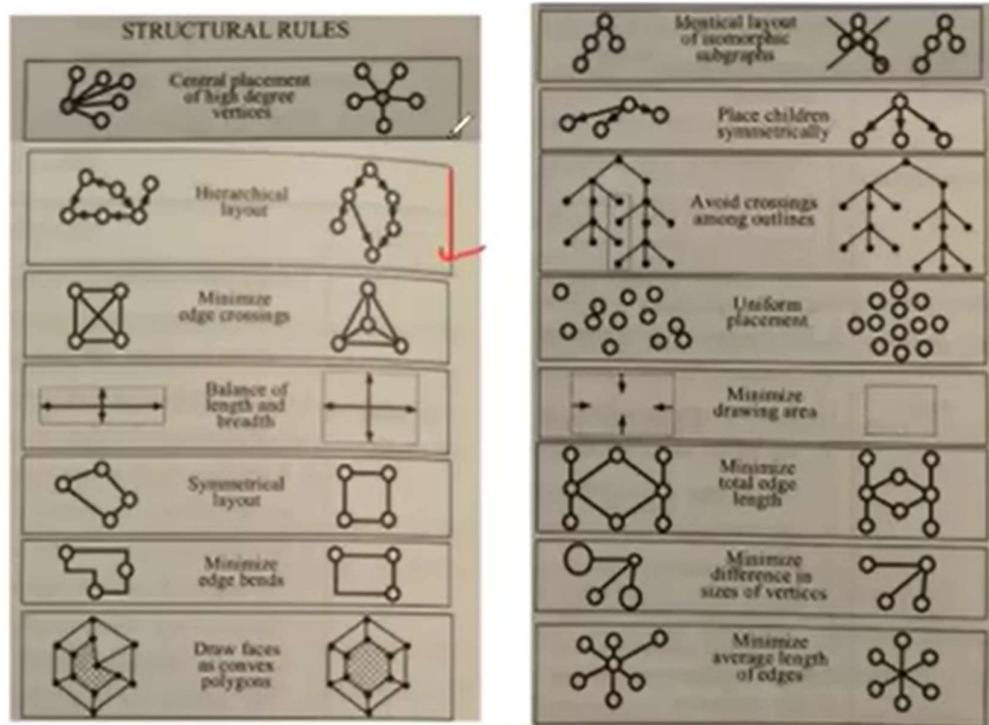 STRUCTURAL RULES
Central placement
of high degree
vertices
Hierarchical
layout
Minimize
edge crossings
Balance of
length and
breadth
Symmetrical
layout
Minimize
edge bends
Draw faces
as convex
polygons
Identical layout
of isomorphic
subgraphs
Place children
symmetrically
Avoid crossings
among outlines
Uniform
placement
Minimize
drawing area
Minimize
total edge
length
Minimize
difference in
sizes of vertices
Minimize
average length
of edges